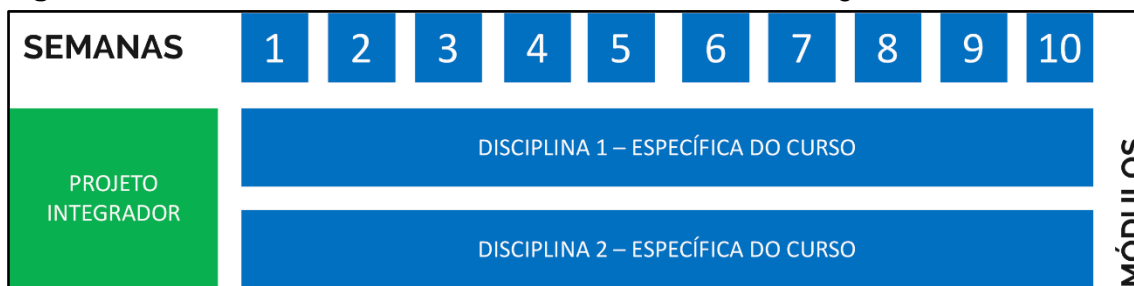 SEMANAS 1 2 3 4 5 6 7 8 9 10
DISCIPLINA 1 – ESPECÍFICA DO CURSO
PROJETO
INTEGRADOR
DISCIPLINA 2 – ESPECÍFICA DO CURSO
MÓDULOS